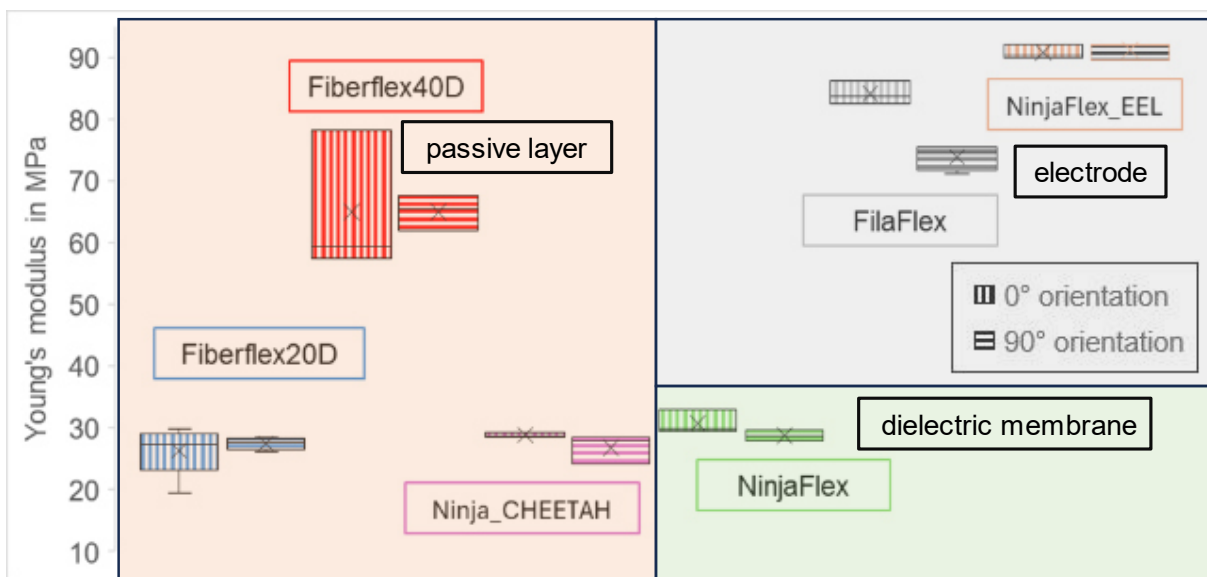 Young's modulus in MPa
90
80
70
60
50
40
30
20
10
Fiberflex40D
passive layer
Fiberflex20D
Ninja_CHEETAH
NinjaFlex_EEL
electrode
FilaFlex
0° orientation
90° orientation
dielectric membrane
NinjaFlex